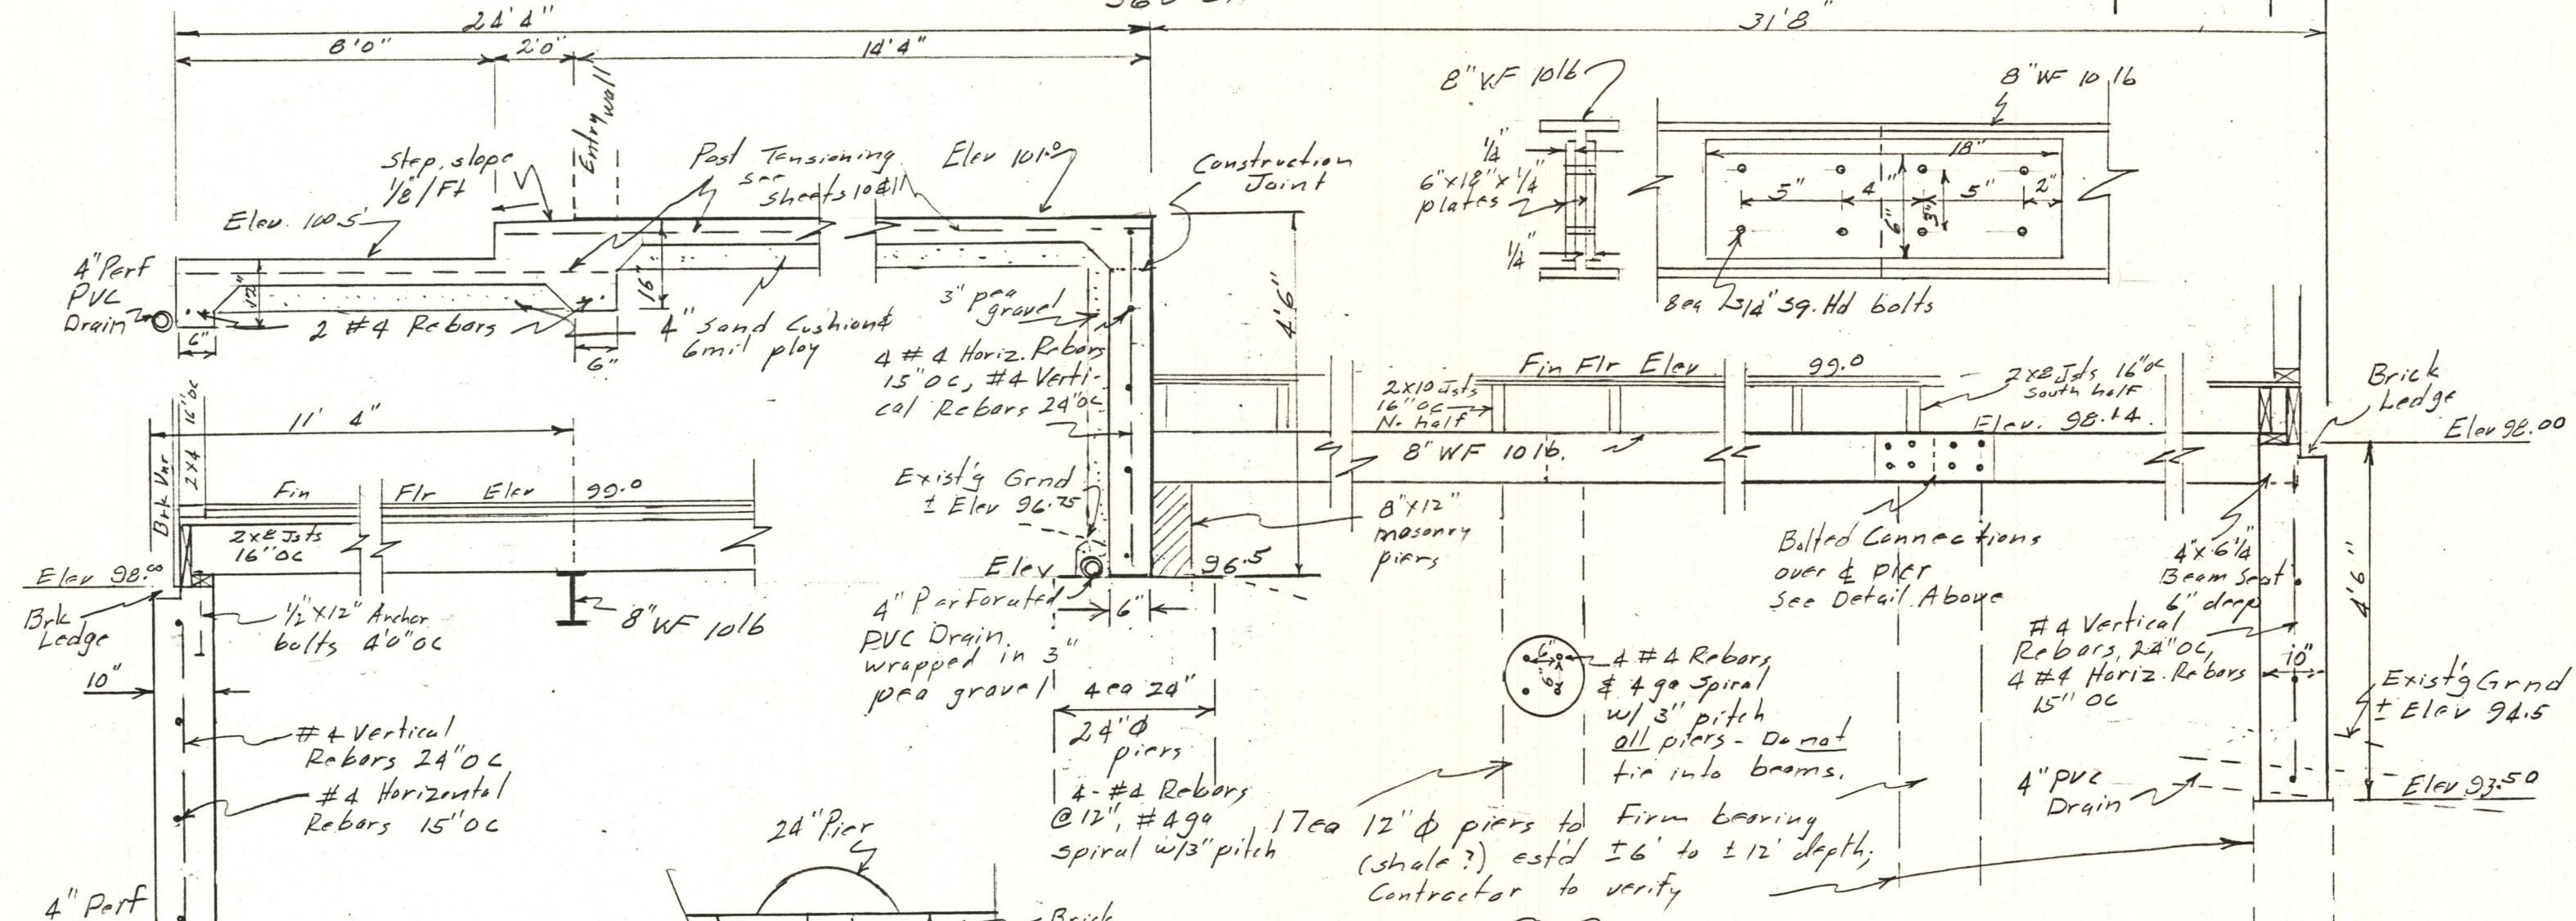 24'4"
31'8"
8'0"
2'0"
14'4"
Entry wall
8" WF 10lb
8" WF 10 lb
Step, slope
1/8"/Ft
Post Tensioning
see
sheets 10 & 11
Elev 101.0
Construction
Joint
1/4"
6"x18"x1/4"
plates
1/4"
18"
5"
4"
5"
2"
6"
3"
8ea
sq. Hd bolts
Elev. 100.5'
4" Perf
PVC
Drain
12"
6"
2 #4 Rebars
16"
6"
4" Sand Cushion &
6mil ploy
3" pea
gravel
4 #4 Horiz. Rebars
15" oc, #4 Verti-
cal Rebars 24" oc
4'6"
Fin Flr Elev 99.0
2x10 Jsts
16" oc
N. half
2x8 Jsts 16" oc
South half
Elev. 98.14
8" WF 10 lb.
Brick
Ledge
Elev 98.00
11' 4"
Brk Vnr
2x4 16" oc
Fin Flr Elev 99.0
2x8 Jsts
16" OC
Elev 98.00
Brk
Ledge
1/2"x12" Anchor
bolts 4'0" oc
8" WF 10lb
Exist'g Grnd
± Elev 96.75
Elev
96.5
4" Perforated
PVC Drain
wrapped in 3"
pea gravel
6"
8"x12"
masonry
piers
Bolted Connections
over ℄ pier
See Detail Above
4"x 6 1/4
Beam Seat
6" deep
#4 Vertical
Rebars, 24" OC,
4 #4 Horiz. Rebars
15" OC
10"
4'6"
Exist'g Grnd
± Elev 94.5
4" PVC
Drain
Elev 93.50
10"
#4 Vertical
Rebars 24" oc
#4 Horizontal
Rebars 15" oc
4 ea 24"
24" Φ
piers
4-#4 Rebars
@ 12", #4 ga
spiral w/3" pitch
6"
4 #4 Rebars
& 4 ga Spiral
w/ 3" pitch
all piers - Do not
tie into beams.
17ea 12" Φ piers to Firm bearing
(shale?) est'd ±6' to ±12' depth;
Contractor to verify
24" Pier
4" Perf
Brick